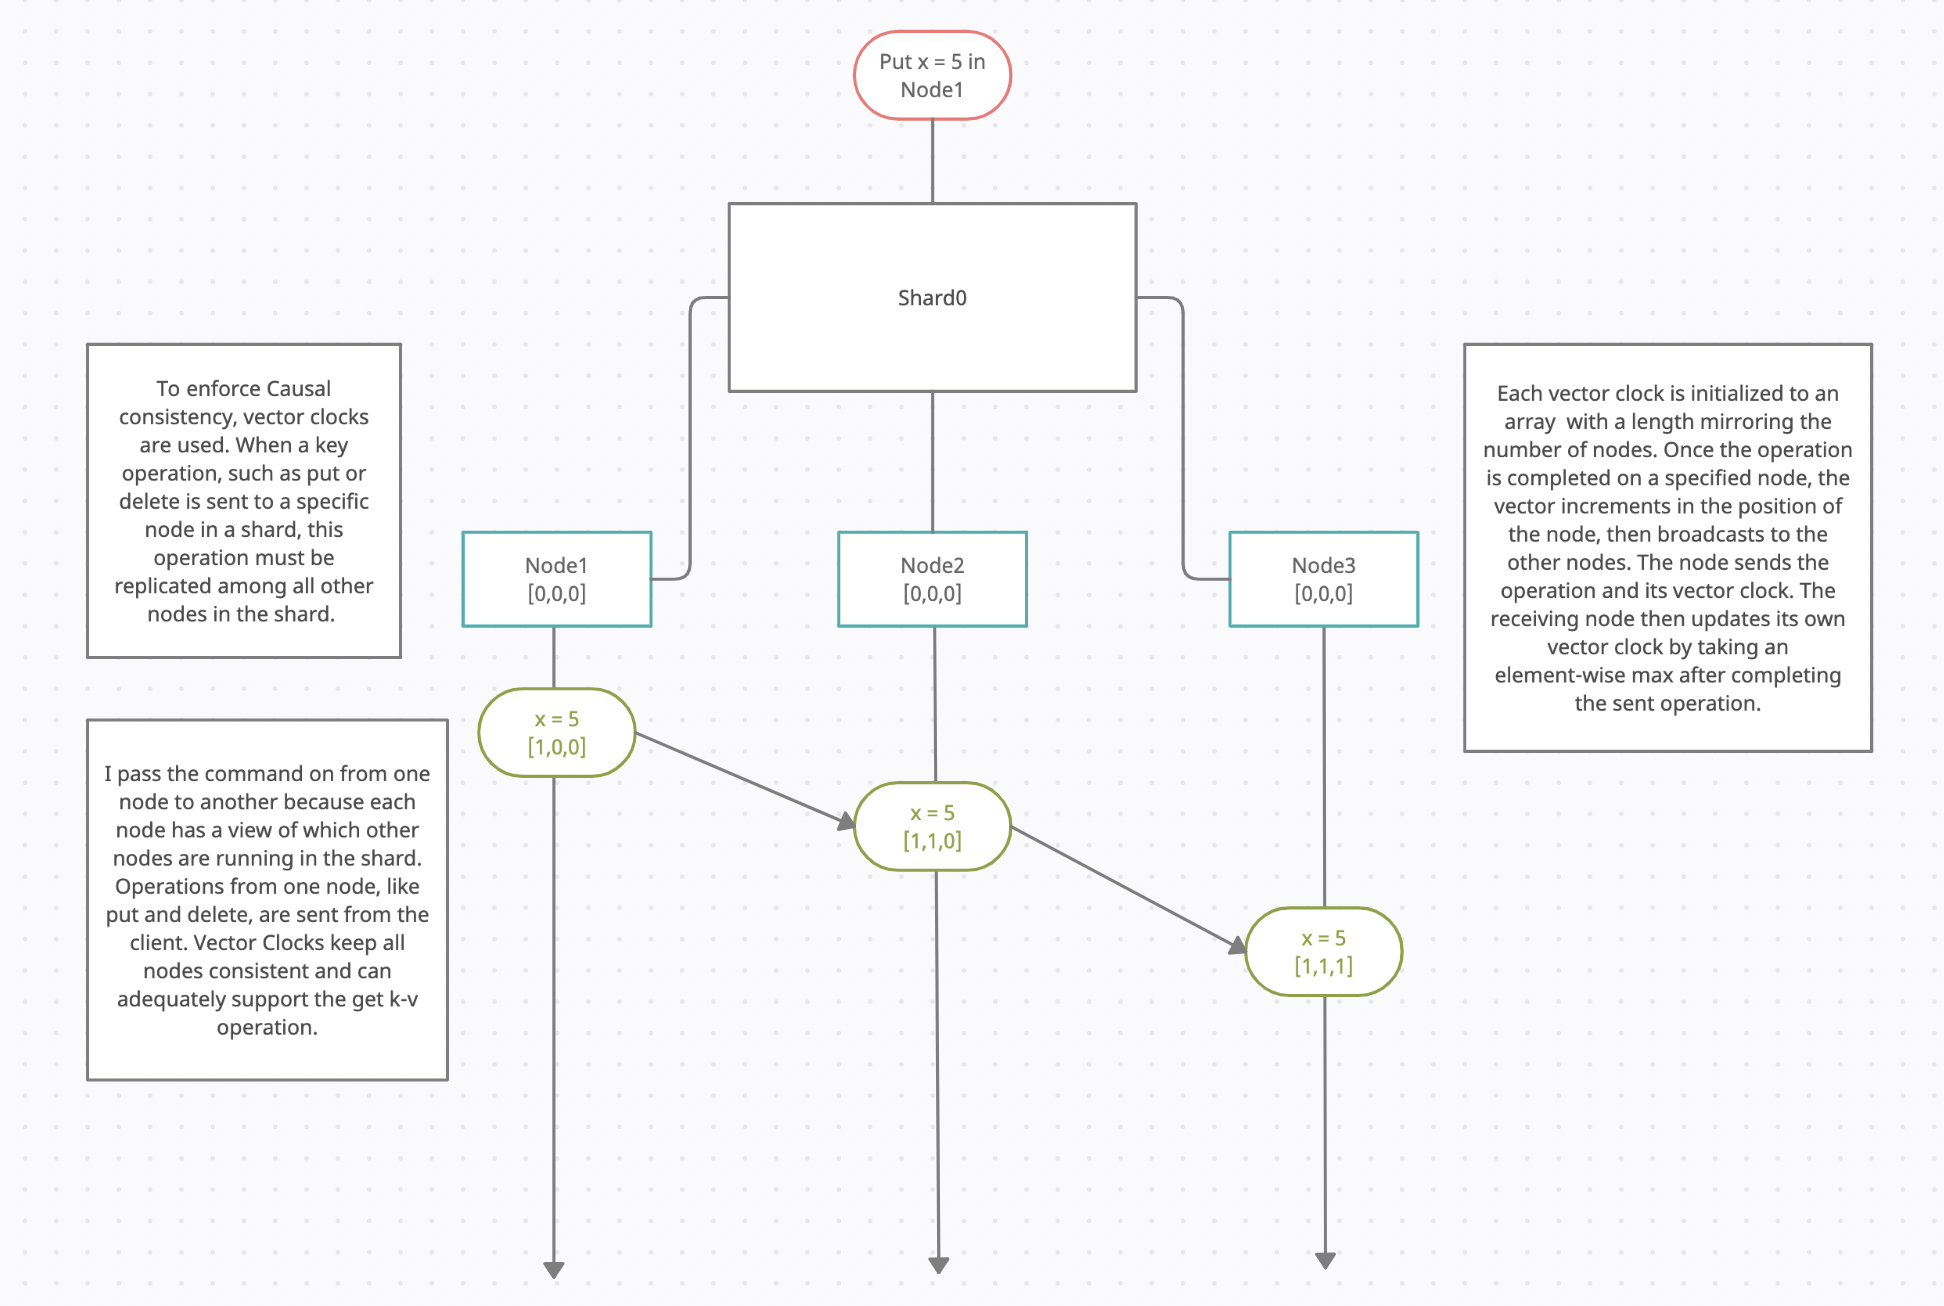 Put x = 5 in
Node1
Shard0
To enforce Causal
consistency, vector clocks
are used. When a key
operation, such as put or
delete is sent to a specific
node in a shard, this
operation must be
replicated among all other
nodes in the shard.
Each vector clock is initialized to an
array with a length mirroring the
number of nodes. Once the operation
is completed on a specified node, the
vector increments in the position of
the node, then broadcasts to the
other nodes. The node sends the
operation and its vector clock. The
receiving node then updates its own
vector clock by taking an
element-wise max after completing
the sent operation.
Node1
[0,0,0]
Node2
[0,0,0]
Node3
[0,0,0]
x = 5
[1,0,0]
I pass the command on from one
node to another because each
node has a view of which other
nodes are running in the shard.
Operations from one node, like
put and delete, are sent from the
client. Vector Clocks keep all
nodes consistent and can
adequately support the get k-v
operation.
x = 5
[1,1,0]
x = 5
[1,1,1]